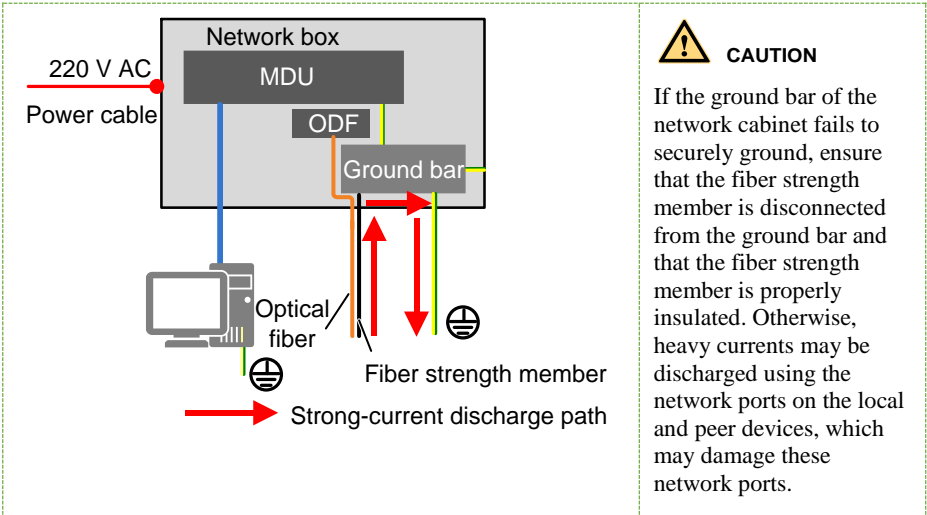 Network box
220 V AC
MDU
Power cable
ODF
Ground bar
Optical
fiber
Fiber strength member
Strong-current discharge path
CAUTION
If the ground bar of the
network cabinet fails to
securely ground, ensure
that the fiber strength
member is disconnected
from the ground bar and
that the fiber strength
member is properly
insulated. Otherwise,
heavy currents may be
discharged using the
network ports on the local
and peer devices, which
may damage these
network ports.